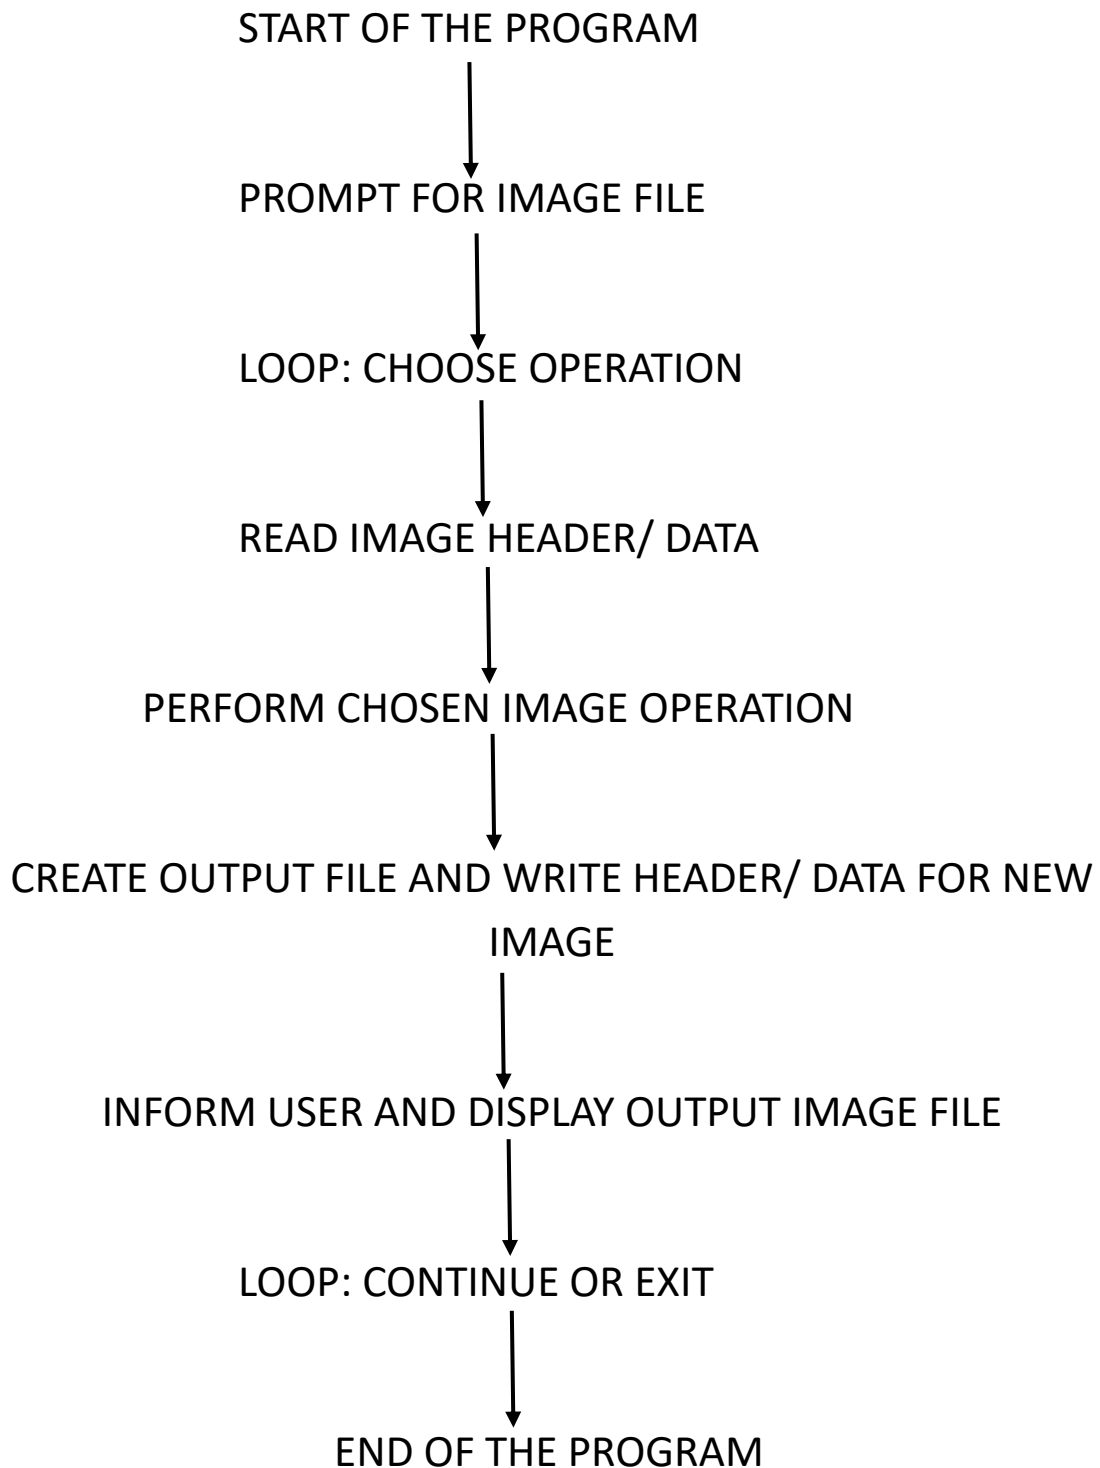 START OF THE PROGRAM
PROMPT FOR IMAGE FILE
LOOP: CHOOSE OPERATION
READ IMAGE HEADER/ DATA
PERFORM CHOSEN IMAGE OPERATION
CREATE OUTPUT FILE AND WRITE HEADER/ DATA FOR NEW
IMAGE
INFORM USER AND DISPLAY OUTPUT IMAGE FILE
LOOP: CONTINUE OR EXIT
END OF THE PROGRAM